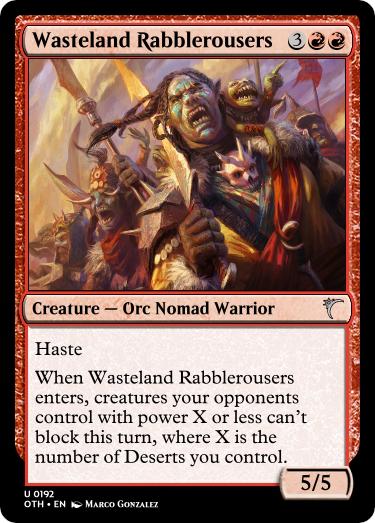 Wasteland Rabblerousers 3
Creature — Orc Nomad Warrior
Haste
When Wasteland Rabblerousers
enters, creatures your opponents
control with power X or less can't
block this turn, where X is the
number of Deserts you control.
5/5
U 0192
OTH • EN Marco Gonzalez